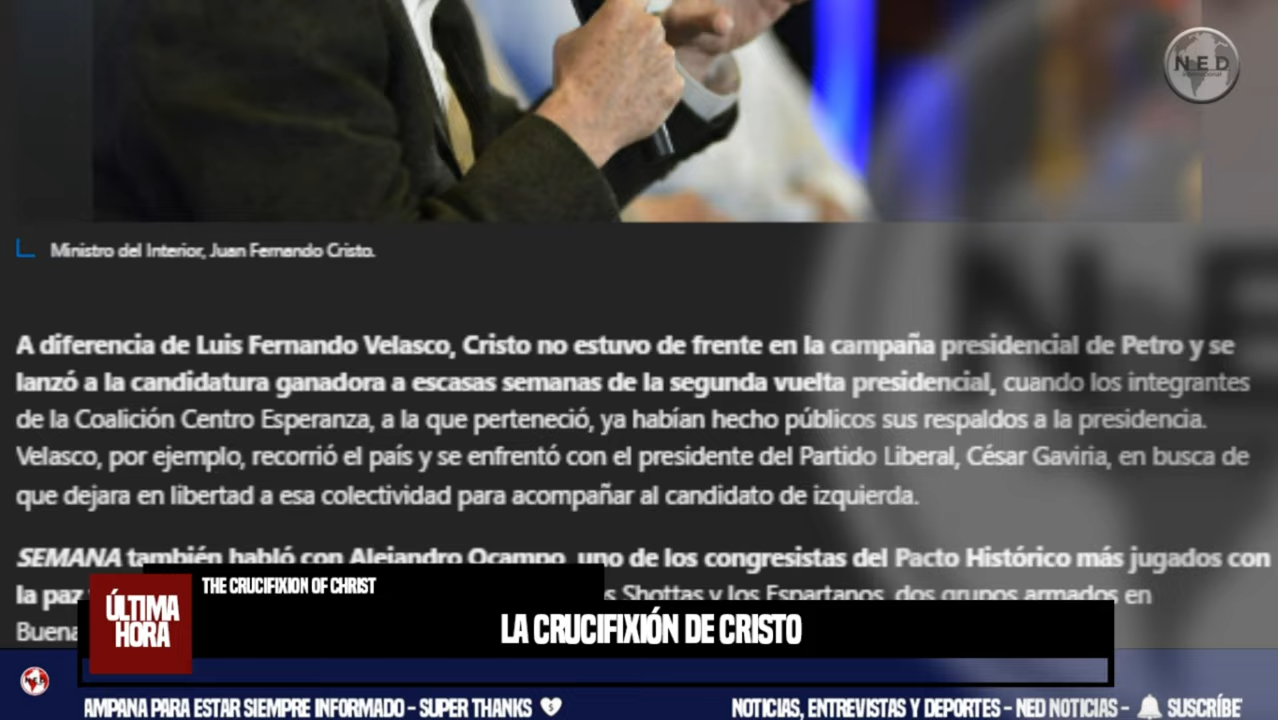 NED
Ministro del Interior, Juan Fernando Cristo.
A diferencia de Luis Fernando Velasco, Cristo no estuvo de frente en la campaña presidencial de Petro y se
lanzó a la candidatura ganadora a escasas semanas de la segunda vuelta presidencial, cuando los integrantes
de la Coalición Centro Esperanza, a la que perteneció, ya habían hecho públicos sus respaldos a la presidencia.
Velasco, por ejemplo, recorrió el país y se enfrentó con el presidente del Partido Liberal, César Gaviria, en busca de
que dejara en libertad a esa colectividad para acompañar al candidato de izquierda.
SEMANA también habló con Alejandro Ocampo, uno de los congresistas del Pacto Histórico más jugados con
la paz s Shottas y los Espartanos, dos grupos armados en
Buena
THE CRUCIFIXION OF CHRIST
ÚLTIMA
HORA
LA CRUCIFIXIÓN DE CRISTO
AMPANA PARA ESTAR SIEMPRE INFORMADO - SUPER THANKS
NOTICIAS, ENTREVISTAS Y DEPORTES - NED NOTICIAS - SUSCRÍBE